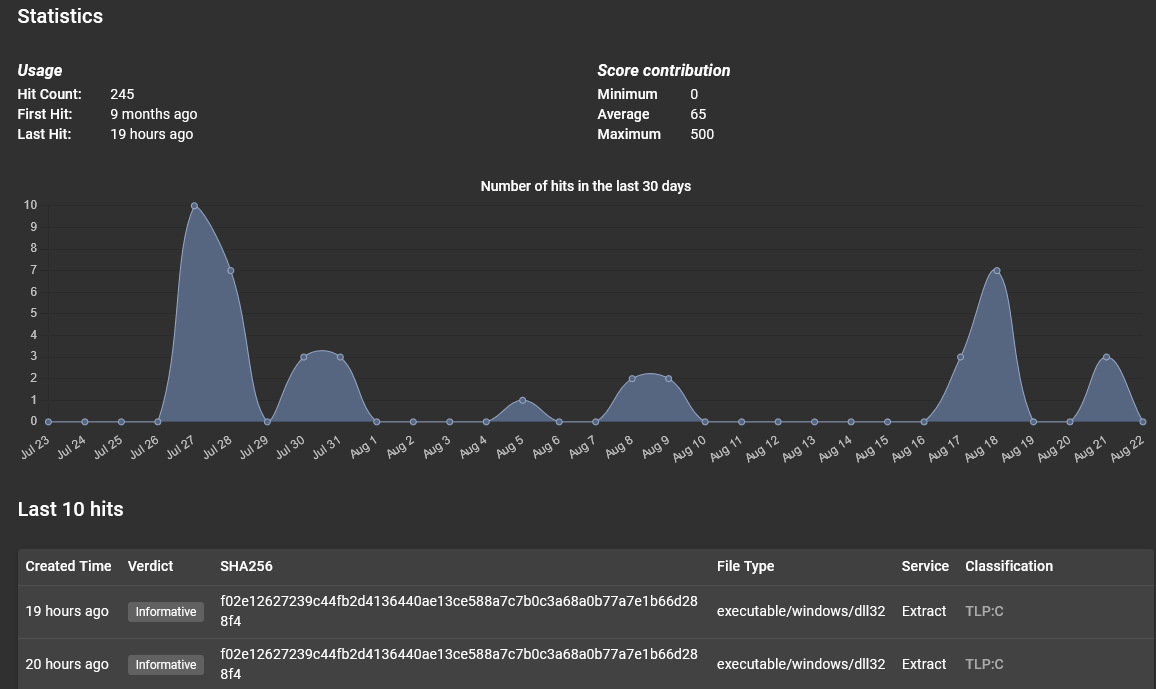 Statistics
Usage
Score contribution
Hit Count: 245
Minimum 0
First Hit: 9 months ago
Average 65
Last Hit: 19 hours ago
Maximum 500
Number of hits in the last 30 days
10
9
8
7
6
5
4
3
2
1
0
Jul 23 Jul 24 Jul 25 Jul 26 Jul 27 Jul 28 Jul 29 Jul 30 Jul 31 Aug 1 Aug 2 Aug 3 Aug 4 Aug 5 Aug 6 Aug 7 Aug 8 Aug 9 Aug 10 Aug 11 Aug 12 Aug 13 Aug 14 Aug 15 Aug 16 Aug 17 Aug 18 Aug 19 Aug 20 Aug 21 Aug 22
Last 10 hits
Created Time Verdict SHA256 File Type Service Classification
19 hours ago Informative f02e12627239c44fb2d4136440ae13ce588a7c7b0c3a68a0b77a7e1b66d28 executable/windows/dll32 Extract TLP:C
8f4
20 hours ago Informative f02e12627239c44fb2d4136440ae13ce588a7c7b0c3a68a0b77a7e1b66d28 executable/windows/dll32 Extract TLP:C
8f4